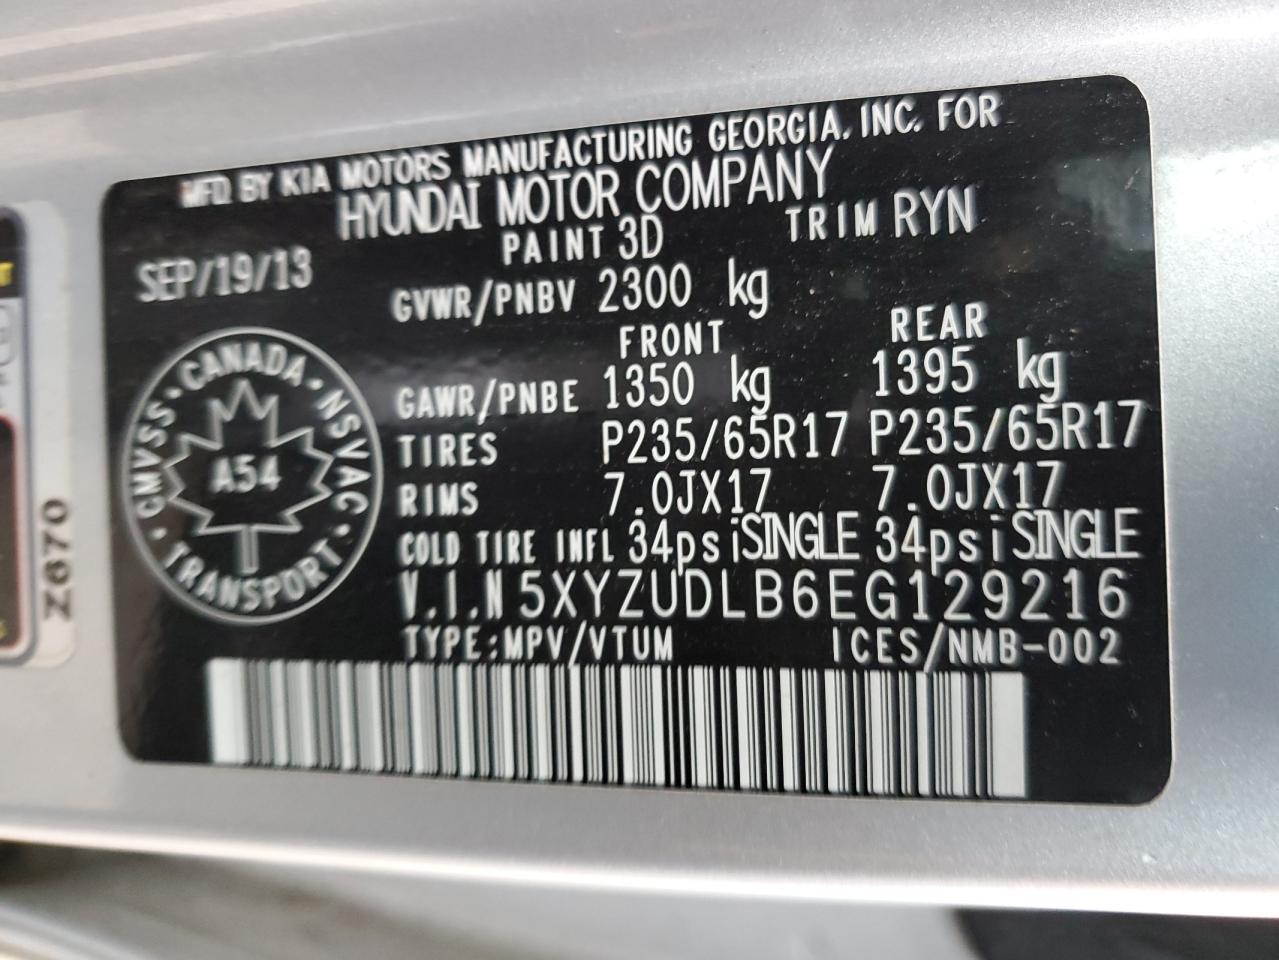 MFD BY KIA MOTORS MANUFACTURING GEORGIA, INC. FOR
HYUNDAI MOTOR COMPANY
PAINT 3D TRIM RYN
SEP/19/13
GVWR/PNBV 2300 kg
FRONT REAR
GAWR/PNBE 1350 kg 1395 kg
TIRES P235/65R17 P235/65R17
RIMS 7.0JX17 7.0JX17
COLD TIRE INFL 34psiSINGLE 34psiSINGLE
V.I.N 5XYZUDLB6EG129216
TYPE:MPV/VTUM ICES/NMB-002
CANADA
CMVSS · NSVAC
A54
TRANSPORT
Z670